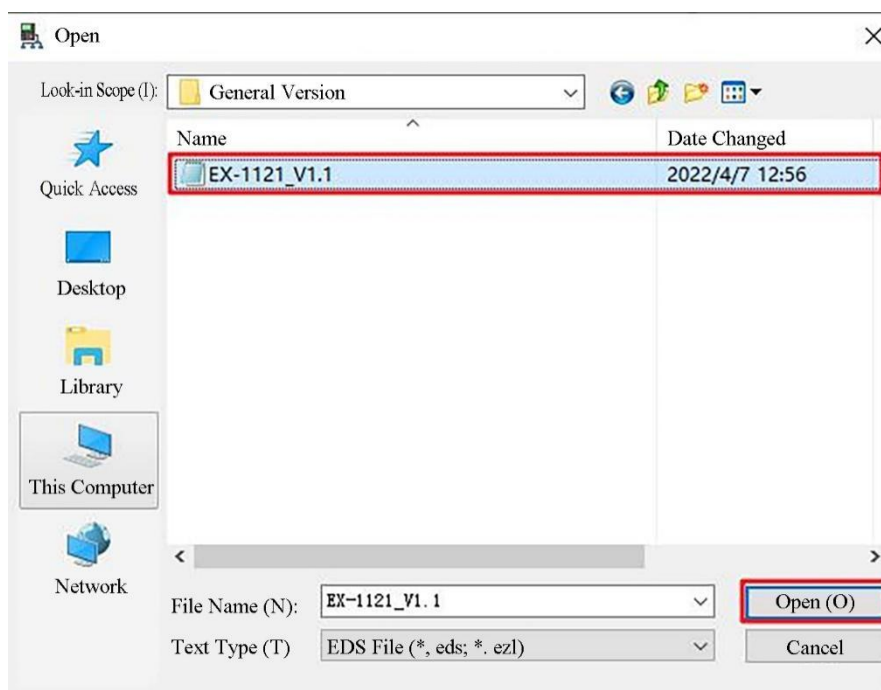 Open
Look-in Scope (I): General Version
Name Date Changed
EX-1121_V1.1 2022/4/7 12:56
Quick Access
Desktop
Library
This Computer
Network
File Name (N): EX-1121_V1.1 Open (O)
Text Type (T) EDS File (*, eds; *. ezl) Cancel